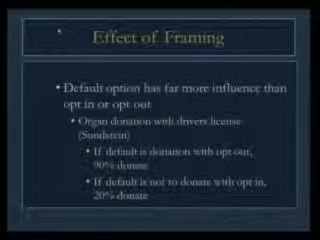 Effect of Framing
• Default option has far more influence than
opt in or opt out
• Organ donation with drivers license
(Sundstein)
• If default is donation with opt out,
90% donate
• If default is not to donate with opt in,
20% donate